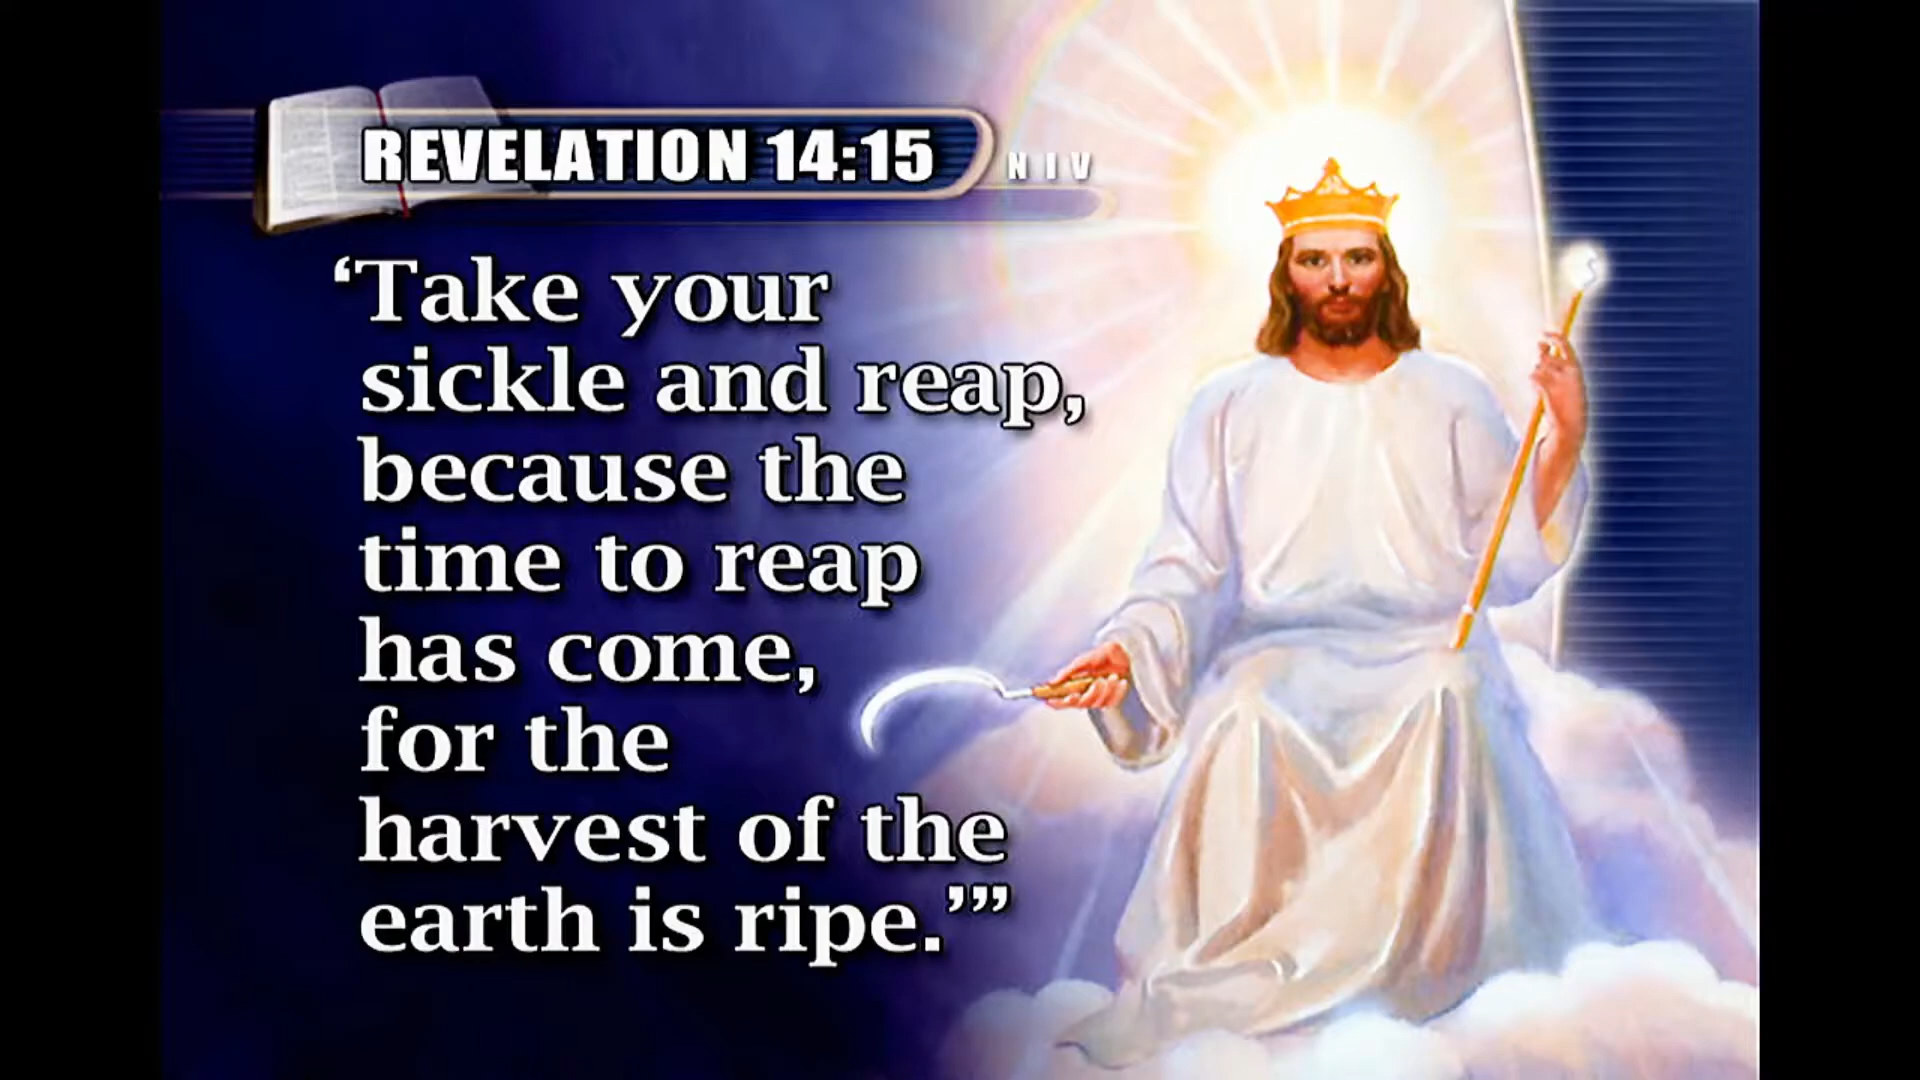 REVELATION 14:15 NIV
‘Take your
sickle and reap,
because the
time to reap
has come,
for the
harvest of the
earth is ripe.’”